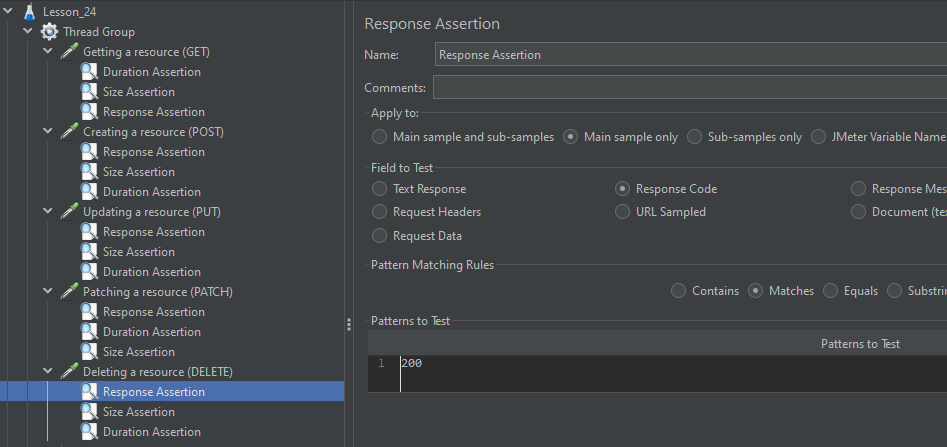 Lesson_24
Thread Group
Getting a resource (GET)
Duration Assertion
Size Assertion
Response Assertion
Creating a resource (POST)
Response Assertion
Size Assertion
Duration Assertion
Updating a resource (PUT)
Response Assertion
Size Assertion
Duration Assertion
Patching a resource (PATCH)
Response Assertion
Duration Assertion
Size Assertion
Deleting a resource (DELETE)
Response Assertion
Size Assertion
Duration Assertion
Response Assertion
Name: Response Assertion
Comments:
Apply to:
Main sample and sub-samples Main sample only Sub-samples only JMeter Variable Name
Field to Test
Text Response Response Code Response Mes
Request Headers URL Sampled Document (tex
Request Data
Pattern Matching Rules
Contains Matches Equals Substrin
Patterns to Test
Patterns to Test
1 200